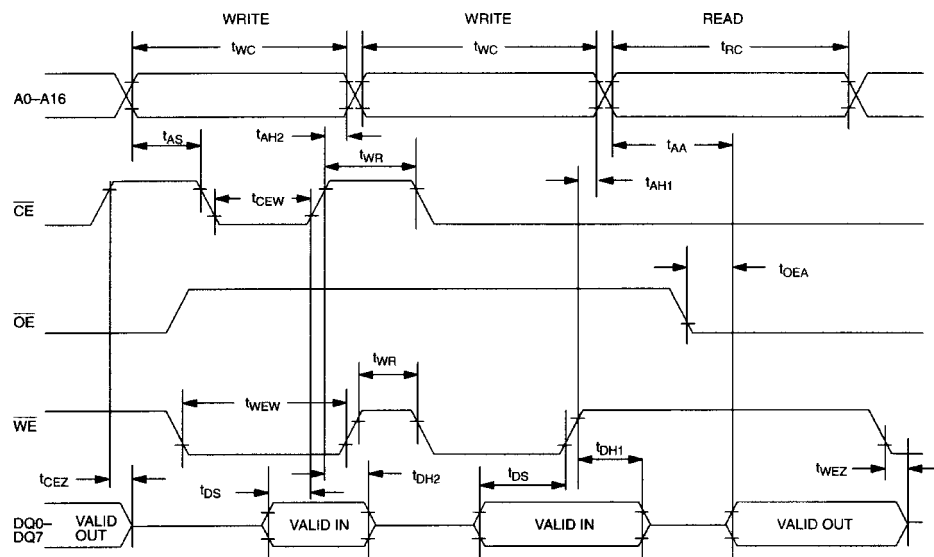 WRITE WRITE READ
tWC tWC tRC
A0–A16
tAS tAH2 tWR tAA
tAH1
CE tCEW
tOEA
OE
tWR
tWEW
WE
tCEZ tDS tDH2 tDS tDH1 tWEZ
DQ0– VALID VALID IN VALID IN VALID OUT
DQ7 OUT